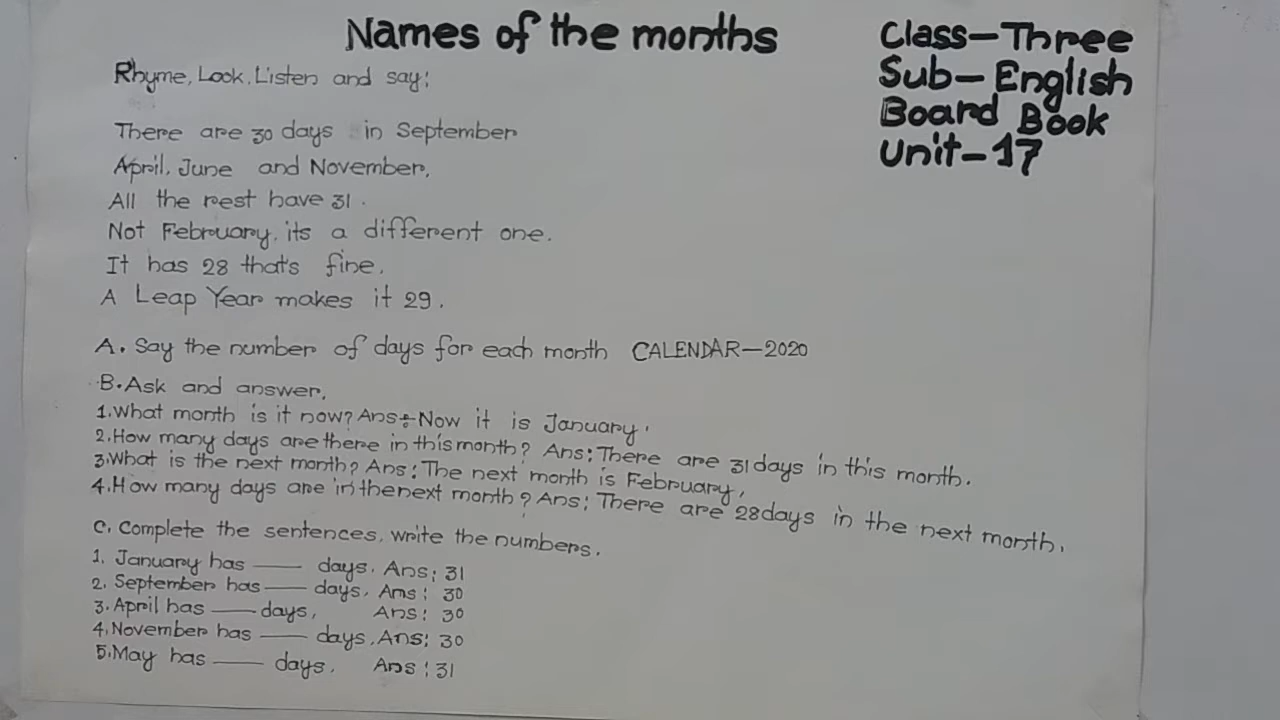 Names of the months
Class-Three
Sub-English
Board Book
Unit-17
Rhyme, Look, Listen and say:
There are 30 days in September
April, June and November,
All the rest have 31.
Not February, its a different one.
It has 28 that's fine,
A Leap Year makes it 29.
A. Say the number of days for each month CALENDAR-2020
B. Ask and answer,
1. What month is it now? Ans÷Now it is January.
2. How many days are there in this month? Ans: There are 31 days in this month.
3. What is the next month? Ans: The next month is February,
4. How many days are in the next month? Ans: There are 28 days in the next month.
C. Complete the sentences, write the numbers.
1. January has ___ days. Ans: 31
2. September has ___ days, Ans: 30
3. April has ___ days, Ans: 30
4. November has ___ days. Ans: 30
5. May has ___ days. Ans: 31